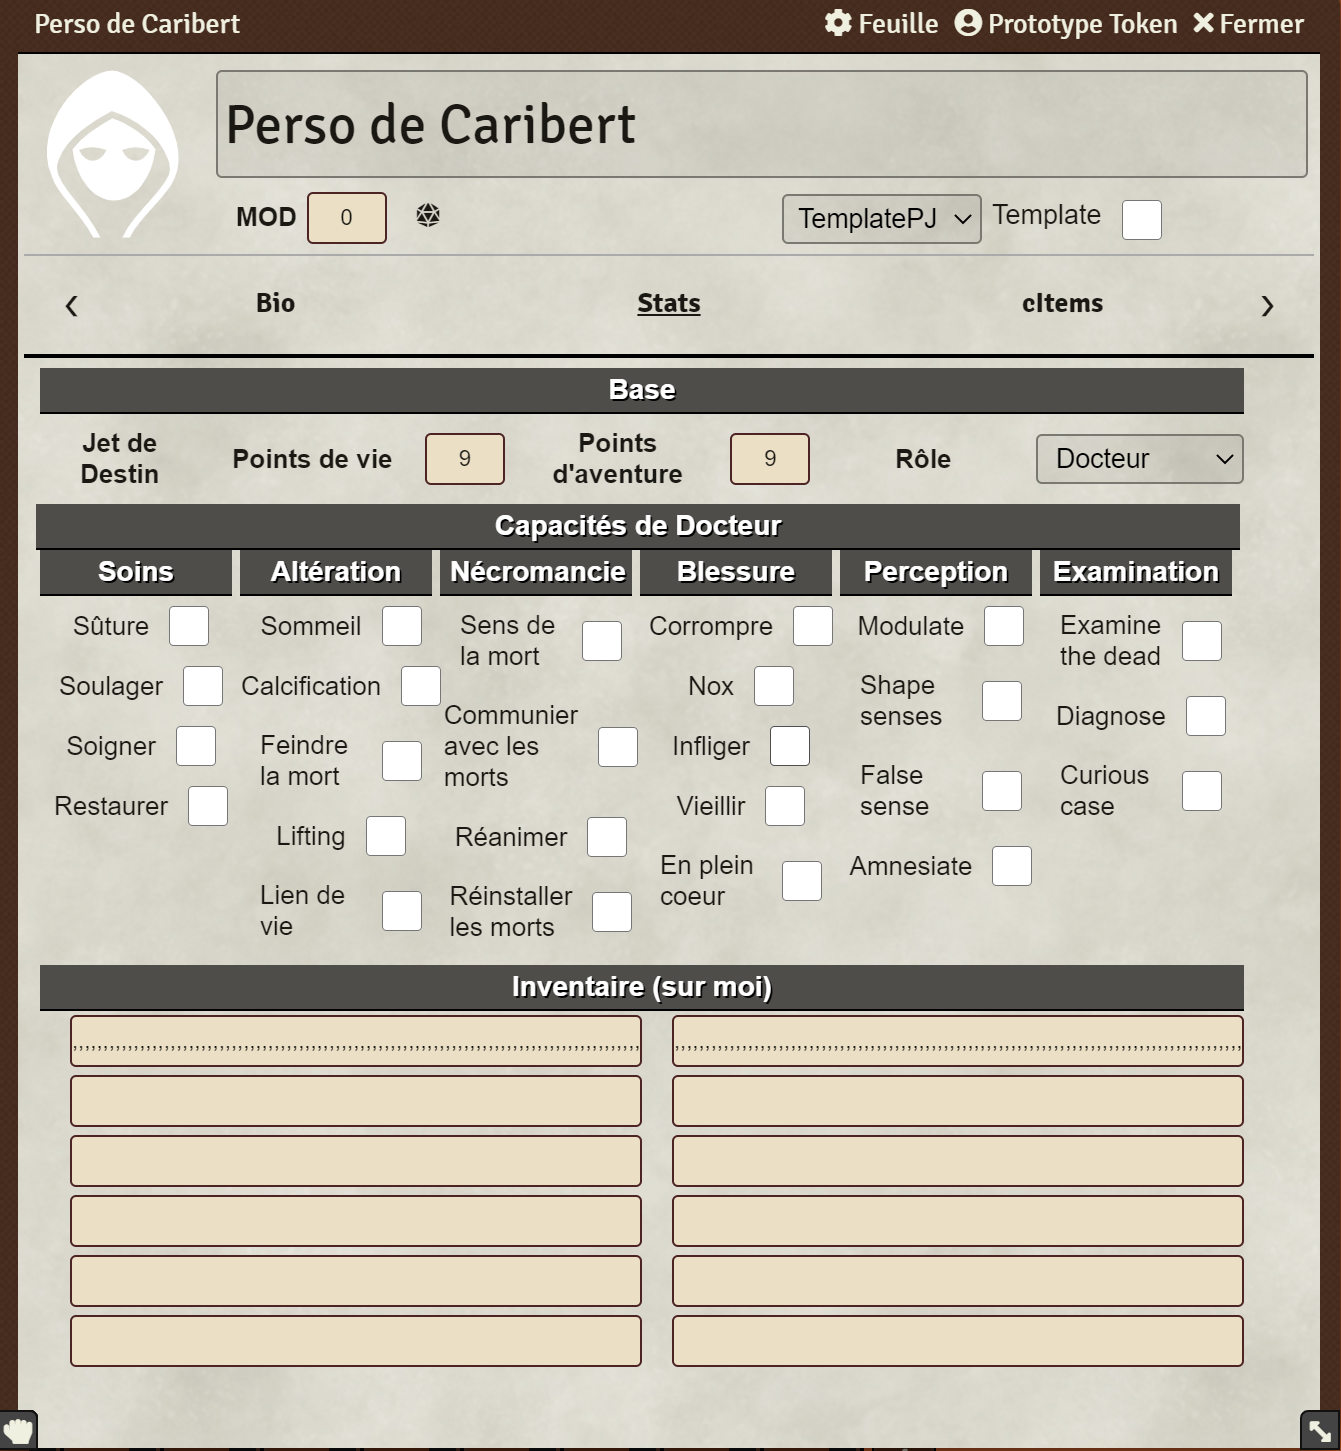 Perso de Caribert Feuille Prototype Token Fermer
Perso de Caribert
MOD 0 TemplatePJ Template
‹ Bio Stats cItems ›
Base
Jet de Destin Points de vie 9 Points d'aventure 9 Rôle Docteur
Capacités de Docteur
Soins Altération Nécromancie Blessure Perception Examination
Sûture
Soulager
Soigner
Restaurer
Sommeil
Calcification
Feindre
la mort
Lifting
Lien de
vie
Sens de
la mort
Communier
avec les
morts
Réanimer
Réinstaller
les morts
Corrompre
Nox
Infliger
Vieillir
En plein
coeur
Modulate
Shape
senses
False
sense
Amnesiate
Examine
the dead
Diagnose
Curious
case
Inventaire (sur moi)